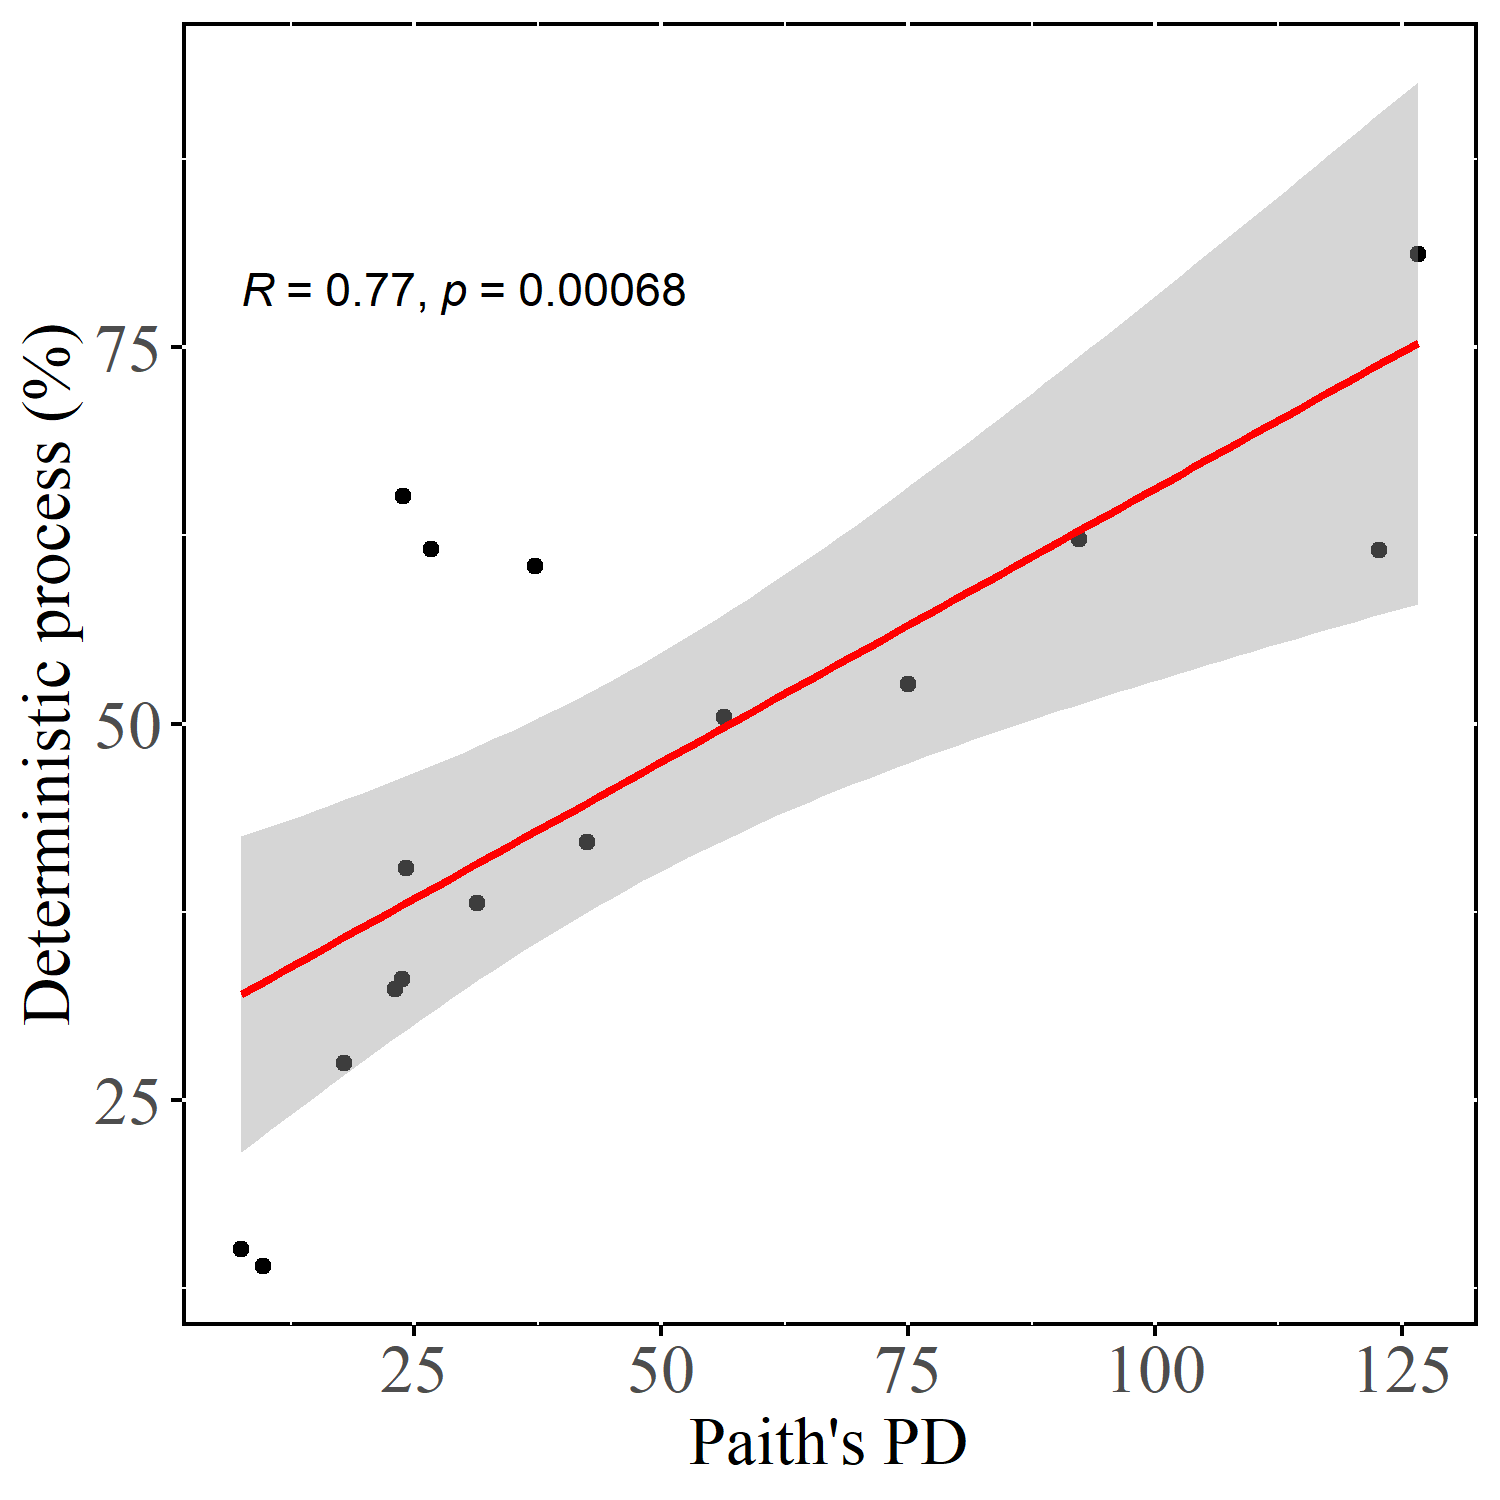 R = 0.77, p = 0.00068
Deterministic process (%)
75
50
25
25 50 75 100 125
Paith's PD